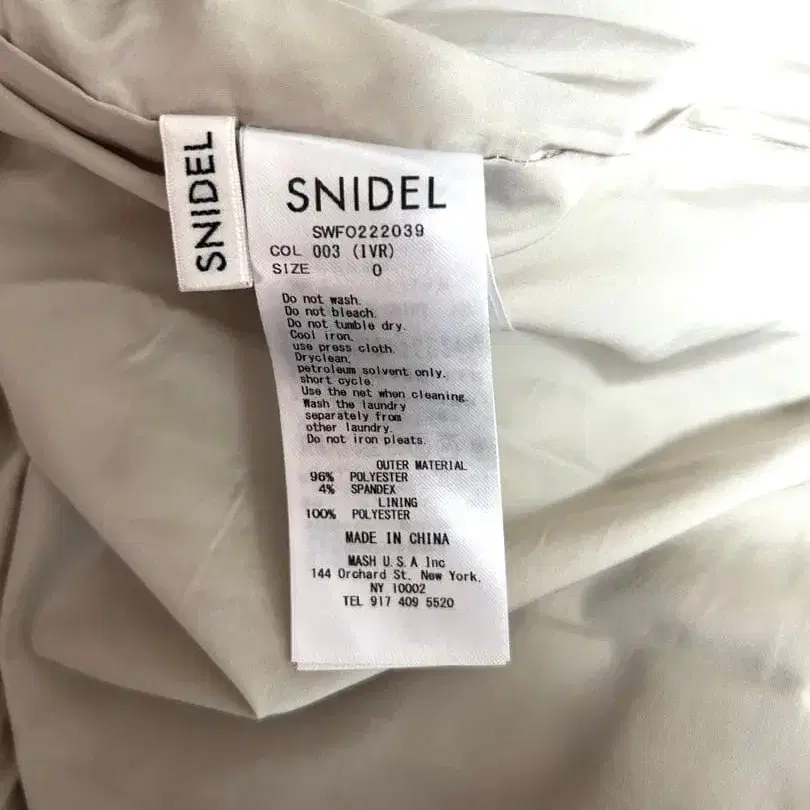 SNIDEL
SNIDEL
SWFO222039
COL 003 (IVR)
SIZE 0
Do not wash.
Do not bleach.
Do not tumble dry.
Cool iron.
use press cloth.
Dryclean.
petroleum solvent only.
short cycle.
Use the net when cleaning.
Wash the laundry
separately from
other laundry.
Do not iron pleats.
OUTER MATERIAL
96% POLYESTER
4% SPANDEX
LINING
100% POLYESTER
MADE IN CHINA
MASH U.S.A Inc
144 Orchard St. New York,
NY 10002
TEL 917 409 5520